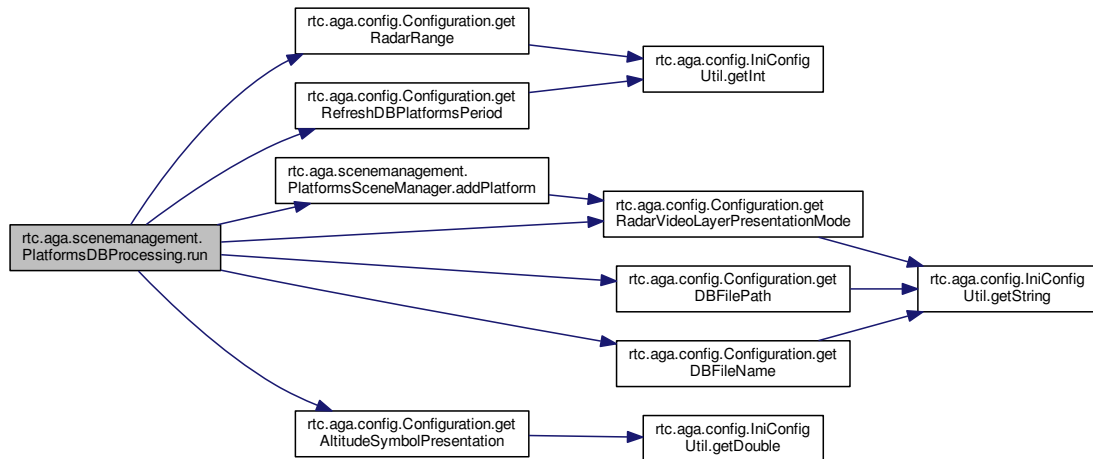 rtc.aga.config.Configuration.get
RadarRange
rtc.aga.config.IniConfig
Util.getInt
rtc.aga.config.Configuration.get
RefreshDBPlatformsPeriod
rtc.aga.scenemanagement.
PlatformsSceneManager.addPlatform
rtc.aga.config.Configuration.get
RadarVideoLayerPresentationMode
rtc.aga.scenemanagement.
PlatformsDBProcessing.run
rtc.aga.config.Configuration.get
DBFilePath
rtc.aga.config.IniConfig
Util.getString
rtc.aga.config.Configuration.get
DBFileName
rtc.aga.config.Configuration.get
AltitudeSymbolPresentation
rtc.aga.config.IniConfig
Util.getDouble